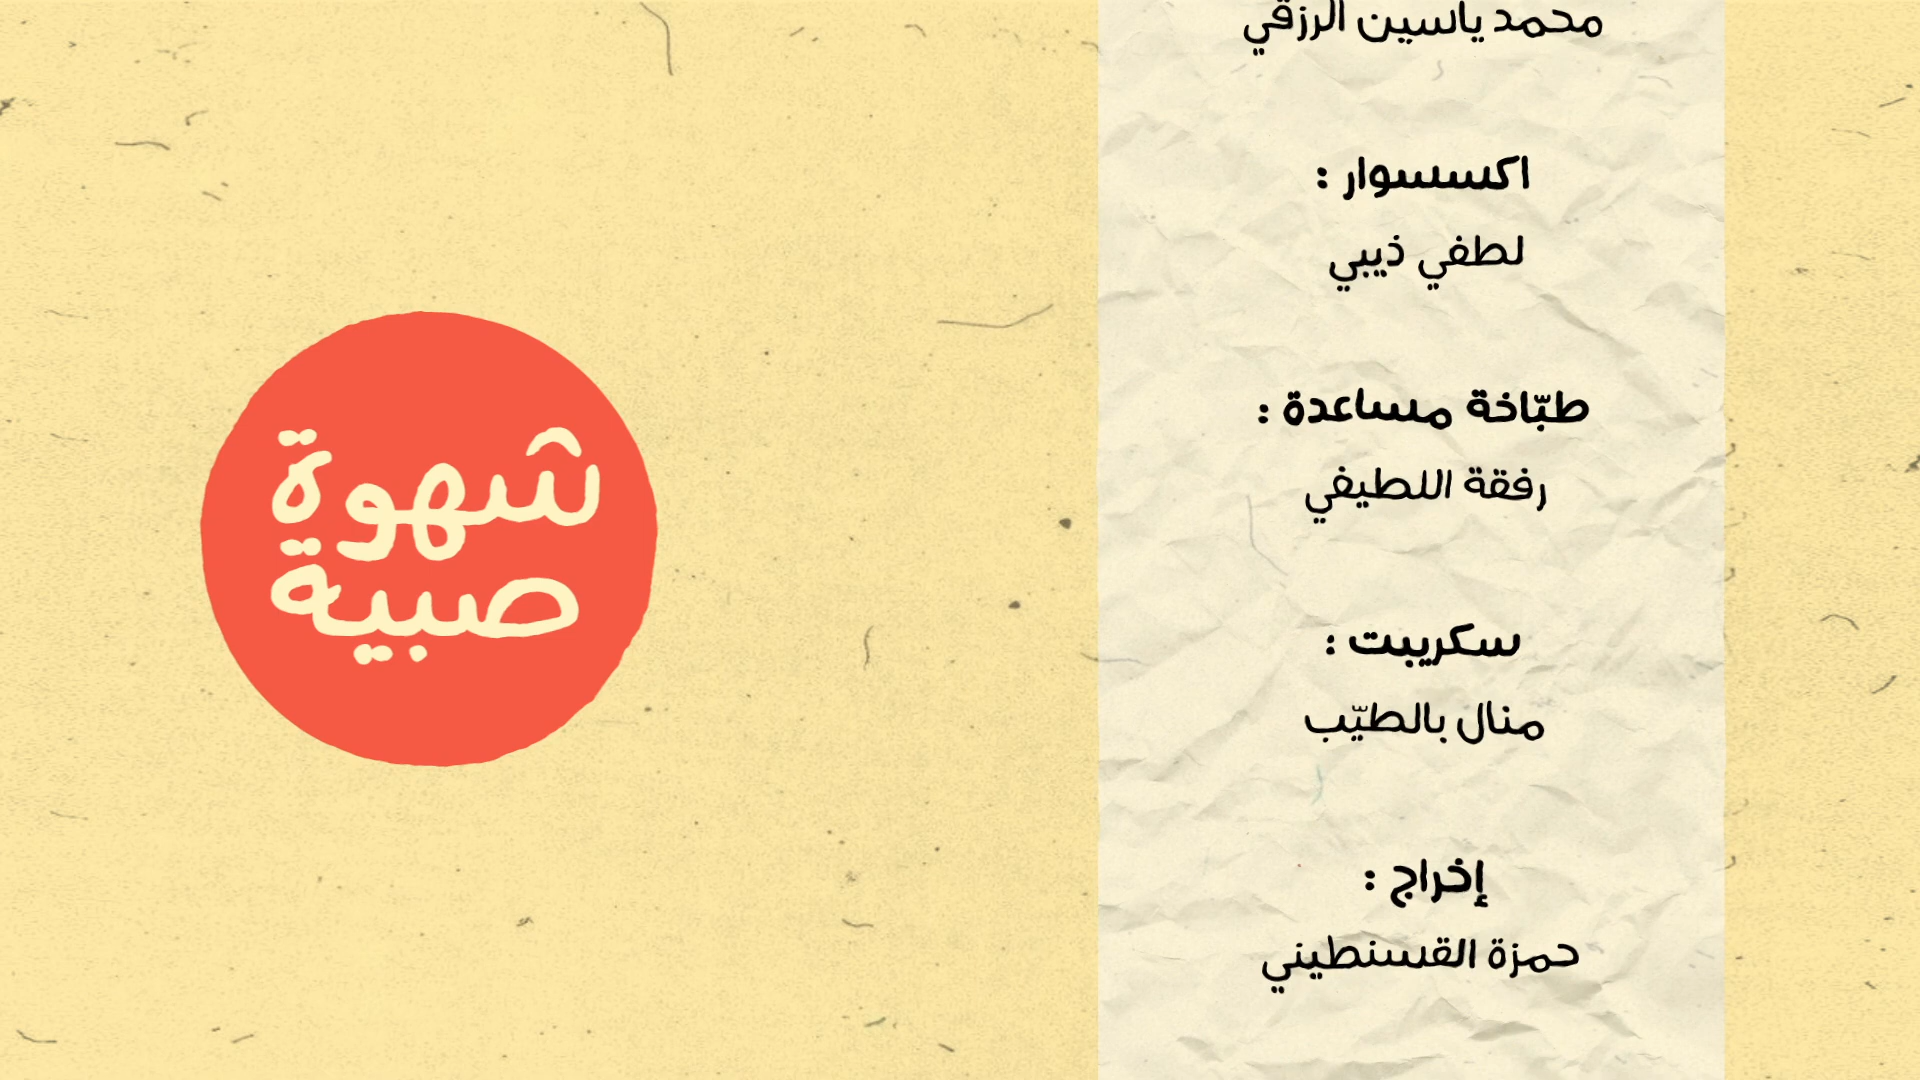 شهوة
صبية
محمد ياسين الرزقي
اكسسوار :
لطفي ذيبي
طبّاخة مساعدة :
رفقة اللطيفي
سكريبت :
منال بالطيّب
إخراج :
حمزة القسنطيني